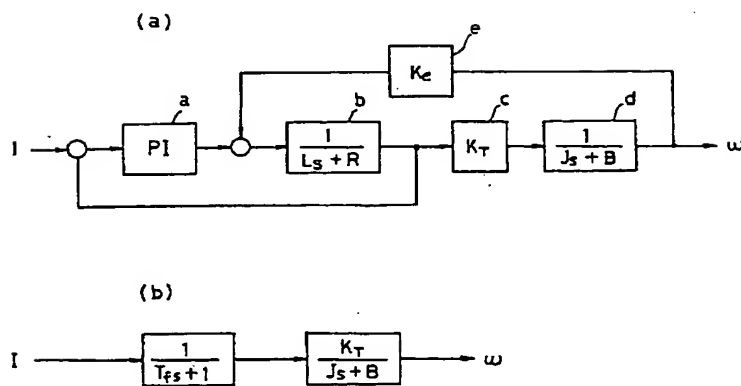 (a)
e
Ke
a
b
c
d
I
PI
1
Ls + R
KT
1
Js + B
ω
(b)
I
1
Tfs + 1
KT
Js + B
ω